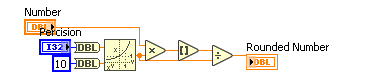 Number
DBL
Percision
I32 DBL
10 DBL
Rounded Number
DBL